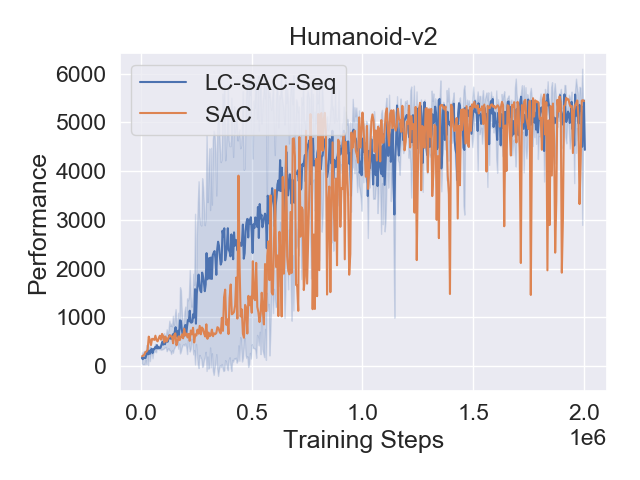 Humanoid-v2
LC-SAC-Seq
SAC
Performance
6000
5000
4000
3000
2000
1000
0
0.0 0.5 1.0 1.5 2.0
1e6
Training Steps